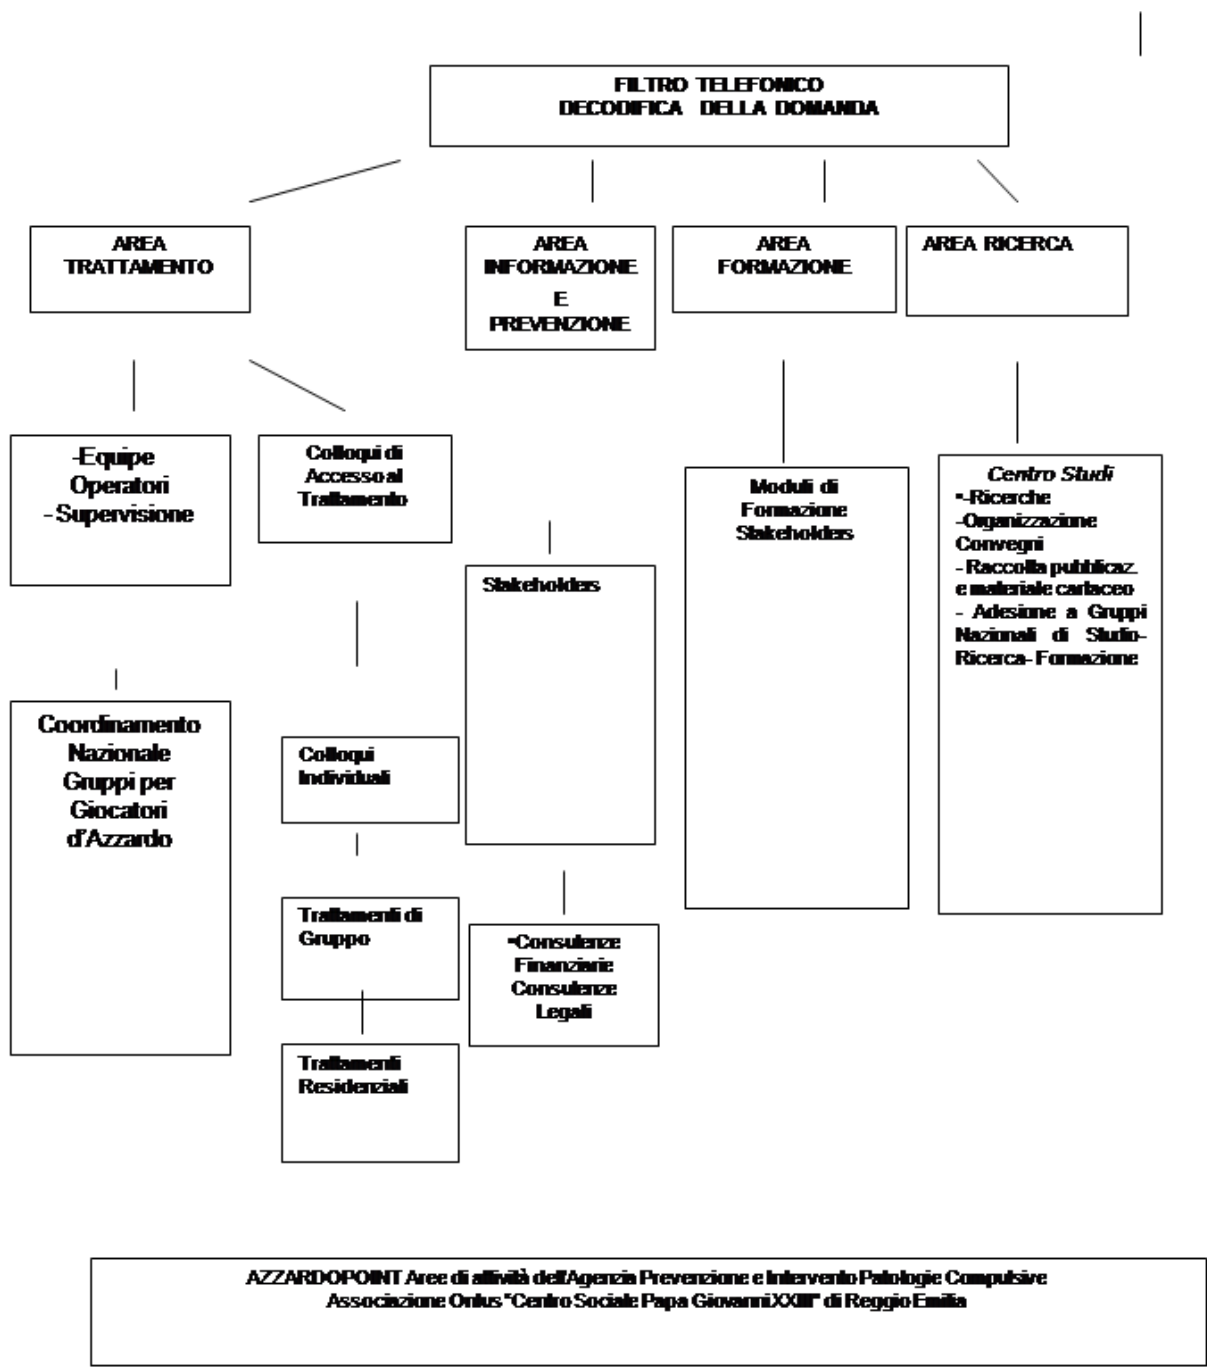 FILTRO TELEFONICO
DECODIFICA DELLA DOMANDA
AREA
TRATTAMENTO
AREA
INFORMAZIONE
E
PREVENZIONE
AREA
FORMAZIONE
AREA RICERCA
-Equipe
Operatori
- Supervisione
Colloqui di
Accesso al
Trattamento
Stakeholders
Moduli di
Formazione
Stakeholders
Centro Studi
▪-Ricerche
-Organizzazione
Convegni
- Raccolta pubblicaz.
e materiale cartaceo
- Adesione a Gruppi
Nazionali di Studio-
Ricerca- Formazione
Coordinamento
Nazionale
Gruppi per
Giocatori
d'Azzardo
Colloqui
Individuali
Trattamenti di
Gruppo
▪Consulenze
Finanziarie
Consulenze
Legali
Trattamenti
Residenziali
AZZARDOPOINT Aree di attività dell'Agenzia Prevenzione e Intervento Patologie Compulsive
Associazione Onlus "Centro Sociale Papa Giovanni XXIII" di Reggio Emilia